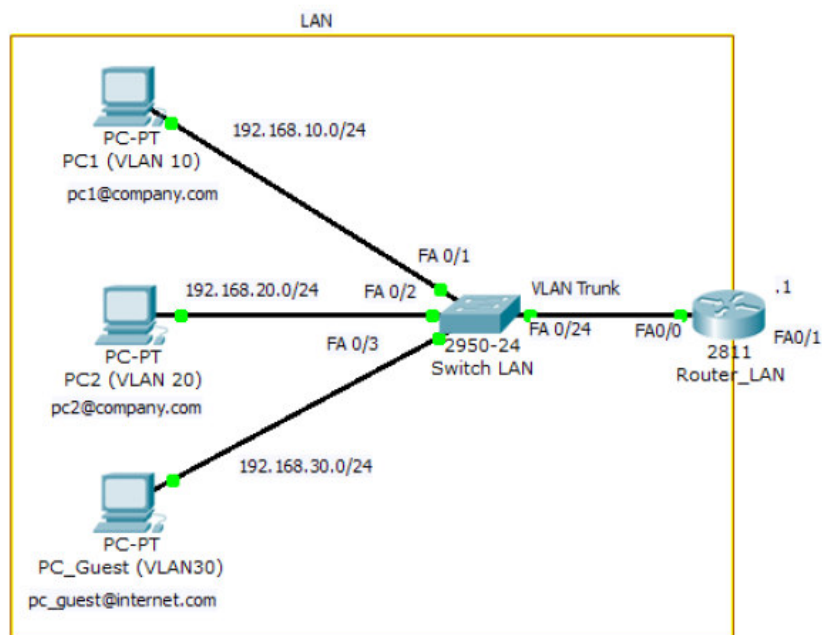 LAN
192.168.10.0/24
PC-PT
PC1 (VLAN 10)
pc1@company.com
FA 0/1
192.168.20.0/24
FA 0/2
VLAN Trunk
.1
FA 0/3
FA 0/24
FA0/0
FA0/1
PC-PT
PC2 (VLAN 20)
pc2@company.com
2950-24
Switch LAN
2811
Router_LAN
192.168.30.0/24
PC-PT
PC_Guest (VLAN30)
pc_guest@internet.com